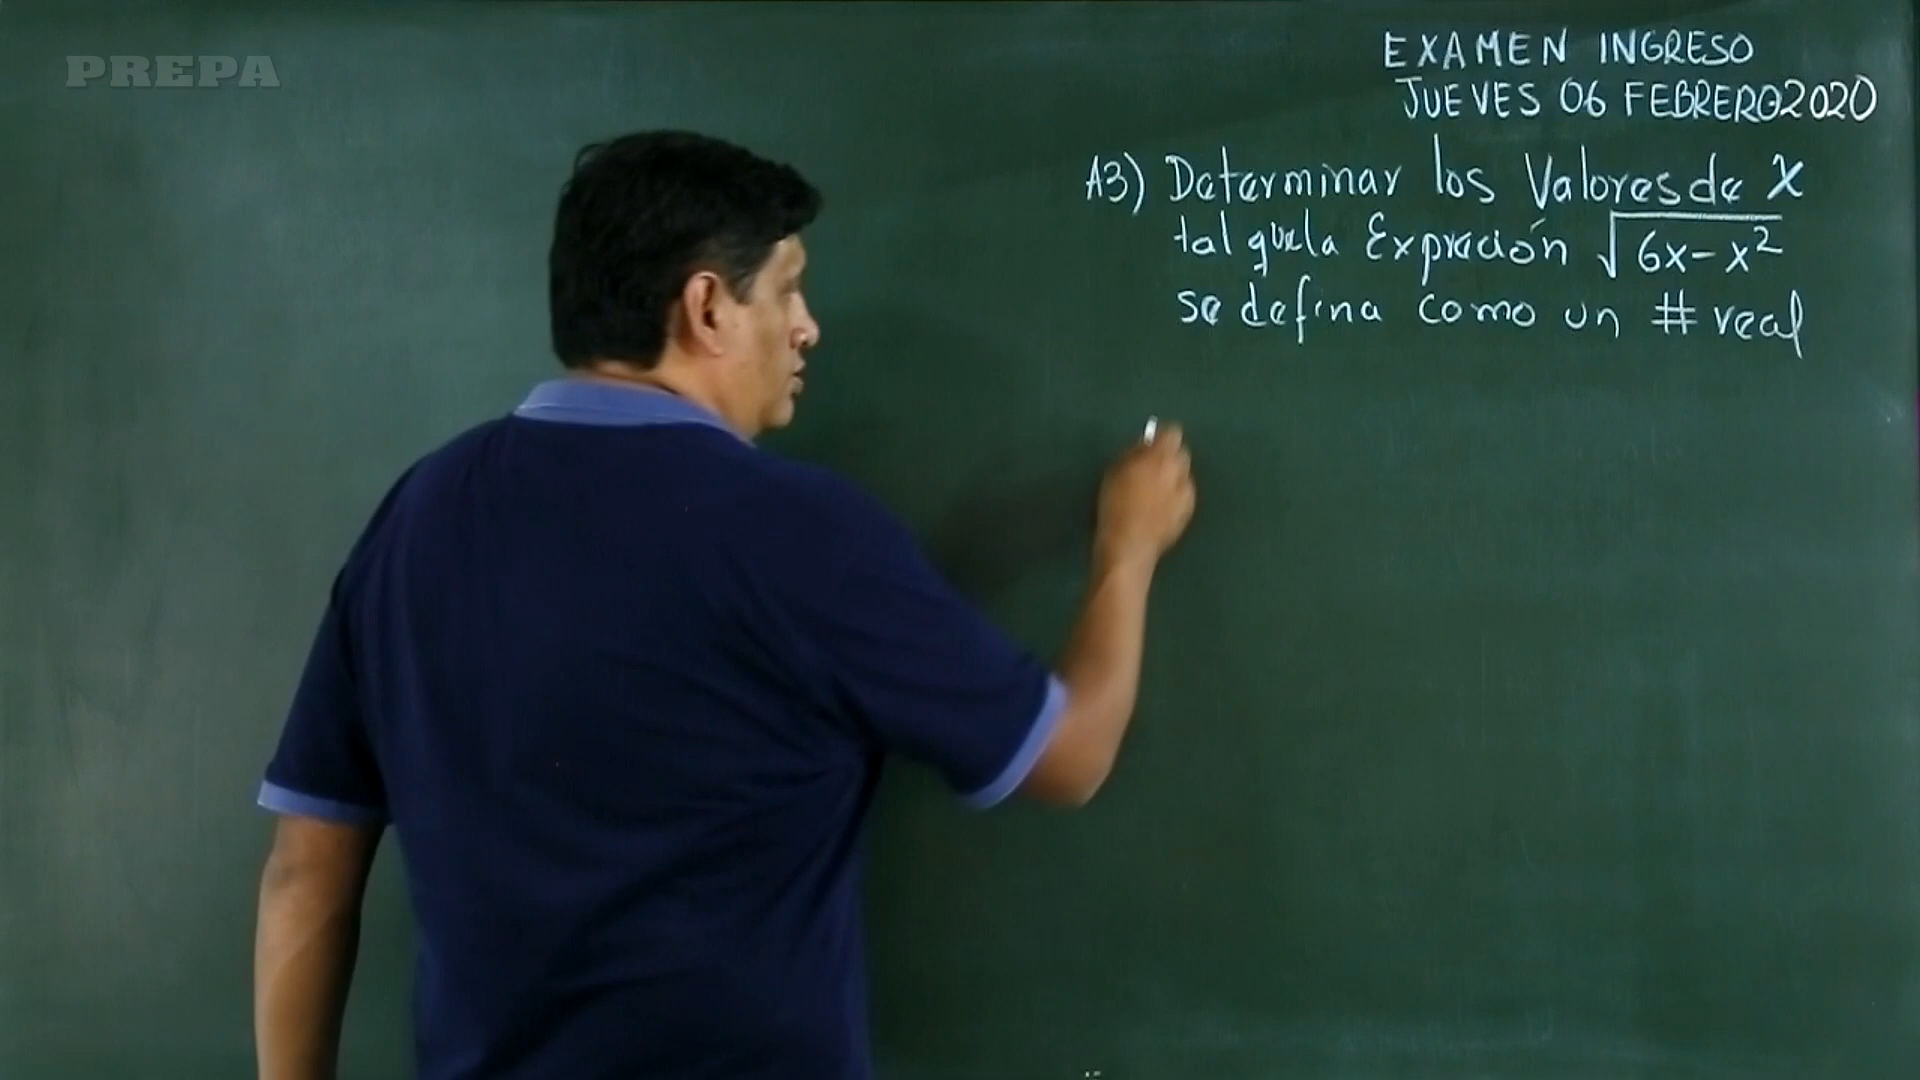 PREPA
EXAMEN INGRESO
JUEVES 06 FEBRERO 2020
A3) Determinar los Valores de x
tal que la Expreción √6x-x²
se defina como un # real